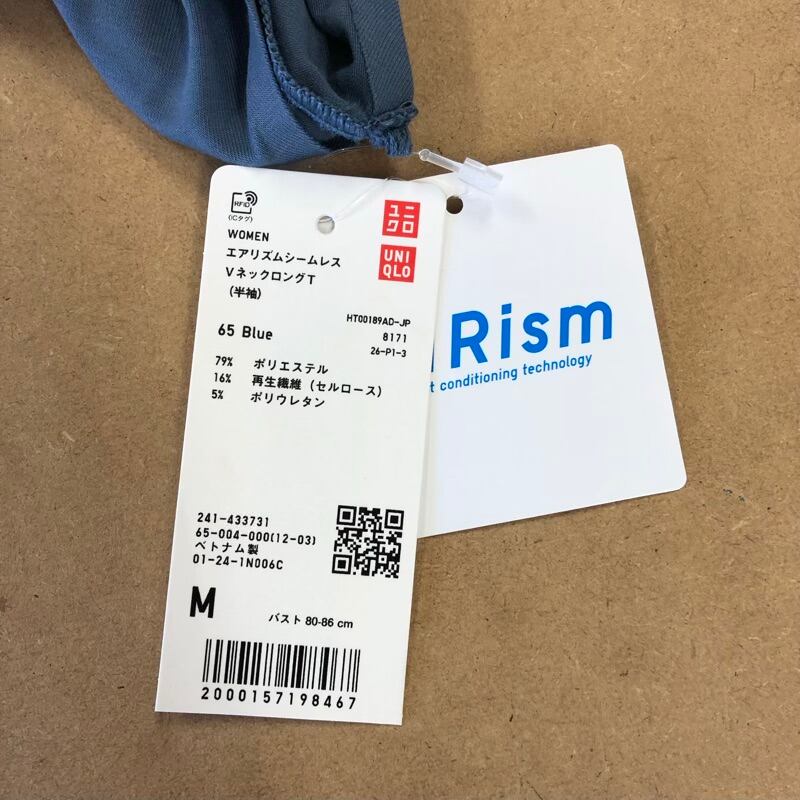 RFID
(ICタグ)
ユニ
クロ
UNI
QLO
WOMEN
エアリズムシームレス
VネックロングT
(半袖)
HT00189AD-JP
65 Blue
8171
26-P1-3
79% ポリエステル
16% 再生繊維(セルロース)
5% ポリウレタン
241-433731
65-004-000(12-03)
ベトナム製
01-24-1N006C
M
バスト 80-86 cm
2000157198467
Rism
conditioning technology